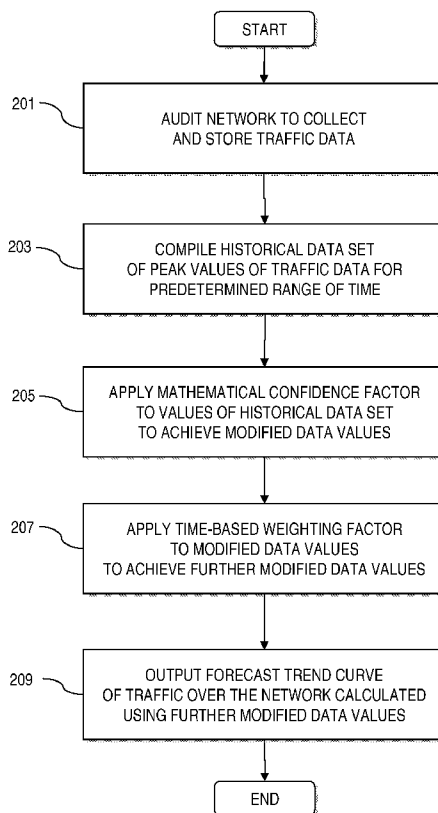 START
201
AUDIT NETWORK TO COLLECT
AND STORE TRAFFIC DATA
203
COMPILE HISTORICAL DATA SET
OF PEAK VALUES OF TRAFFIC DATA FOR
PREDETERMINED RANGE OF TIME
205
APPLY MATHEMATICAL CONFIDENCE FACTOR
TO VALUES OF HISTORICAL DATA SET
TO ACHIEVE MODIFIED DATA VALUES
207
APPLY TIME-BASED WEIGHTING FACTOR
TO MODIFIED DATA VALUES
TO ACHIEVE FURTHER MODIFIED DATA VALUES
209
OUTPUT FORECAST TREND CURVE
OF TRAFFIC OVER THE NETWORK CALCULATED
USING FURTHER MODIFIED DATA VALUES
END